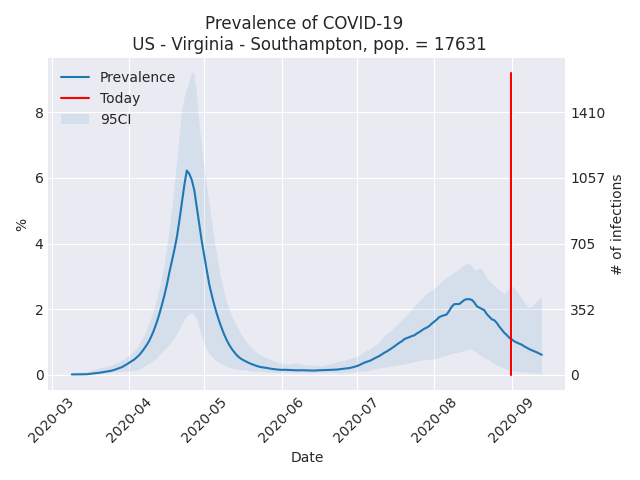 Prevalence of COVID-19
US - Virginia - Southampton, pop. = 17631
Prevalence
Today
95CI
%
8
6
4
2
0
1410
1057
705
352
0
# of infections
2020-03
2020-04
2020-05
2020-06
2020-07
2020-08
2020-09
Date